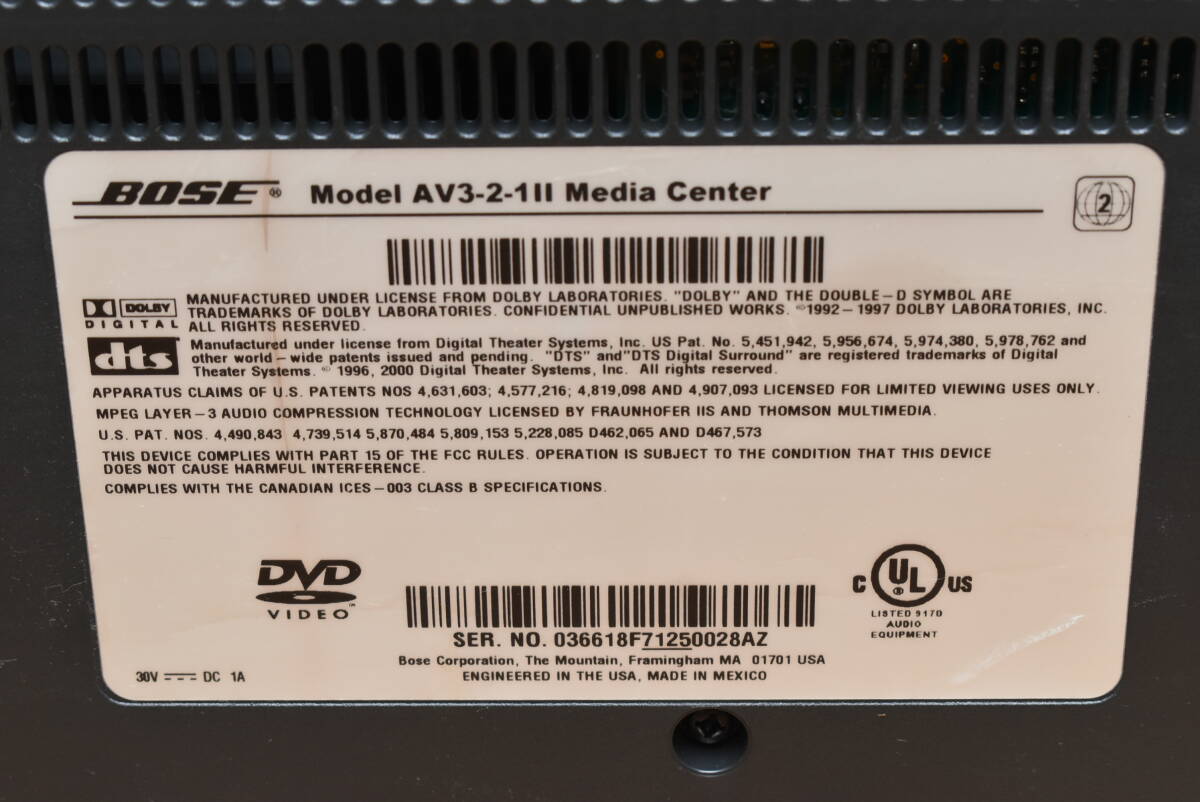 BOSE® Model AV3-2-1II Media Center
2
DOLBY
DIGITAL
MANUFACTURED UNDER LICENSE FROM DOLBY LABORATORIES. "DOLBY" AND THE DOUBLE-D SYMBOL ARE
TRADEMARKS OF DOLBY LABORATORIES. CONFIDENTIAL UNPUBLISHED WORKS. ©1992-1997 DOLBY LABORATORIES, INC.
ALL RIGHTS RESERVED.
dts
Manufactured under license from Digital Theater Systems, Inc. US Pat. No. 5,451,942, 5,956,674, 5,974,380, 5,978,762 and
other world-wide patents issued and pending. "DTS" and"DTS Digital Surround" are registered trademarks of Digital
Theater Systems. © 1996, 2000 Digital Theater Systems, Inc. All rights reserved.
APPARATUS CLAIMS OF U.S. PATENTS NOS 4,631,603; 4,577,216; 4,819,098 AND 4,907,093 LICENSED FOR LIMITED VIEWING USES ONLY.
MPEG LAYER-3 AUDIO COMPRESSION TECHNOLOGY LICENSED BY FRAUNHOFER IIS AND THOMSON MULTIMEDIA.
U.S. PAT. NOS. 4,490,843 4,739,514 5,870,484 5,809,153 5,228,085 D462,065 AND D467,573
THIS DEVICE COMPLIES WITH PART 15 OF THE FCC RULES. OPERATION IS SUBJECT TO THE CONDITION THAT THIS DEVICE
DOES NOT CAUSE HARMFUL INTERFERENCE.
COMPLIES WITH THE CANADIAN ICES-003 CLASS B SPECIFICATIONS.
DVD
VIDEO™
C UL® US
LISTED 9170
AUDIO
EQUIPMENT
SER. NO. 036618F71250028AZ
Bose Corporation, The Mountain, Framingham MA 01701 USA
ENGINEERED IN THE USA, MADE IN MEXICO
30V ⎓ DC 1A